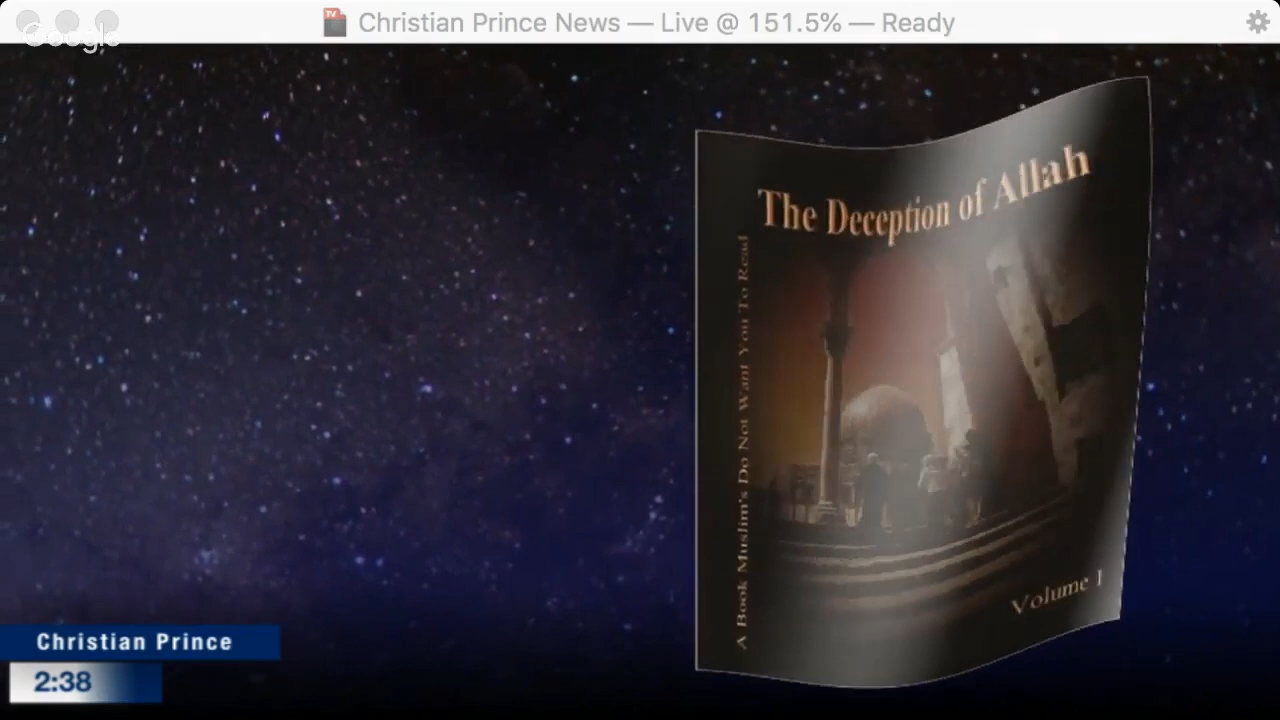 Christian Prince News — Live @ 151.5% — Ready
Google
The Deception of Allah
A Book Muslim's Do Not Want You To Read
Volume I
Christian Prince
2:38